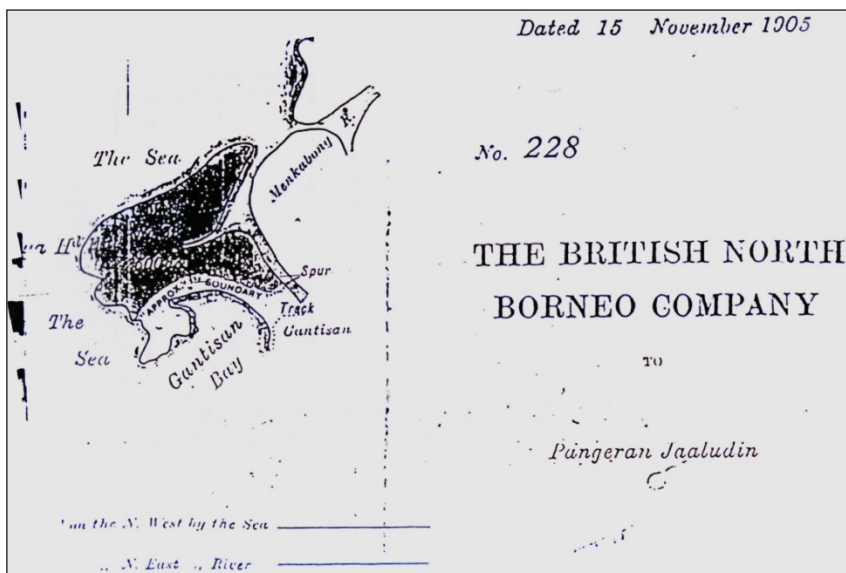 Dated 15 November 1905
No. 228
THE BRITISH NORTH
BORNEO COMPANY
TO
Pangeran Jaaludin
The Sea
Menkabong R.
Hd
Spur
APPROX. BOUNDARY
Track
Gantisan
The
Sea
Gantisan
Bay
on the N. West by the Sea
,, N. East ,, River